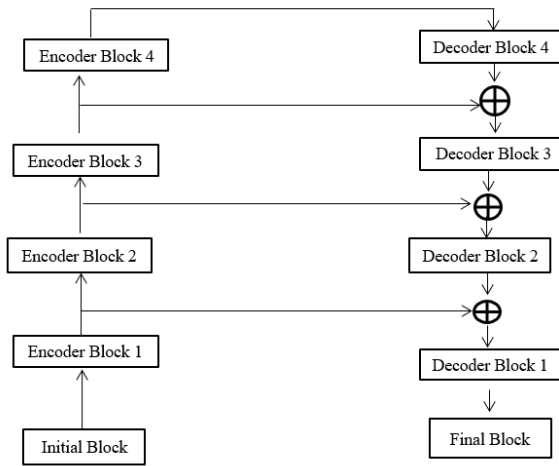 Encoder Block 4
Decoder Block 4
Encoder Block 3
Decoder Block 3
Encoder Block 2
Decoder Block 2
Encoder Block 1
Decoder Block 1
Initial Block
Final Block